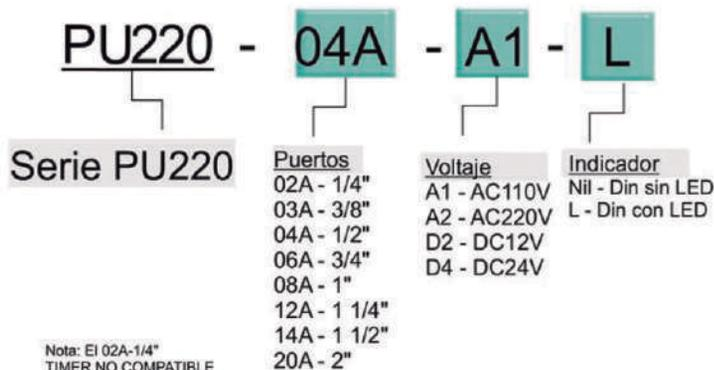 PU220 - 04A - A1 - L
Serie PU220
Puertos
02A - 1/4"
03A - 3/8"
04A - 1/2"
06A - 3/4"
08A - 1"
12A - 1 1/4"
14A - 1 1/2"
20A - 2"
Voltaje
A1 - AC110V
A2 - AC220V
D2 - DC12V
D4 - DC24V
Indicador
Nil - Din sin LED
L - Din con LED
Nota: El 02A-1/4"
TIMER NO COMPATIBLE